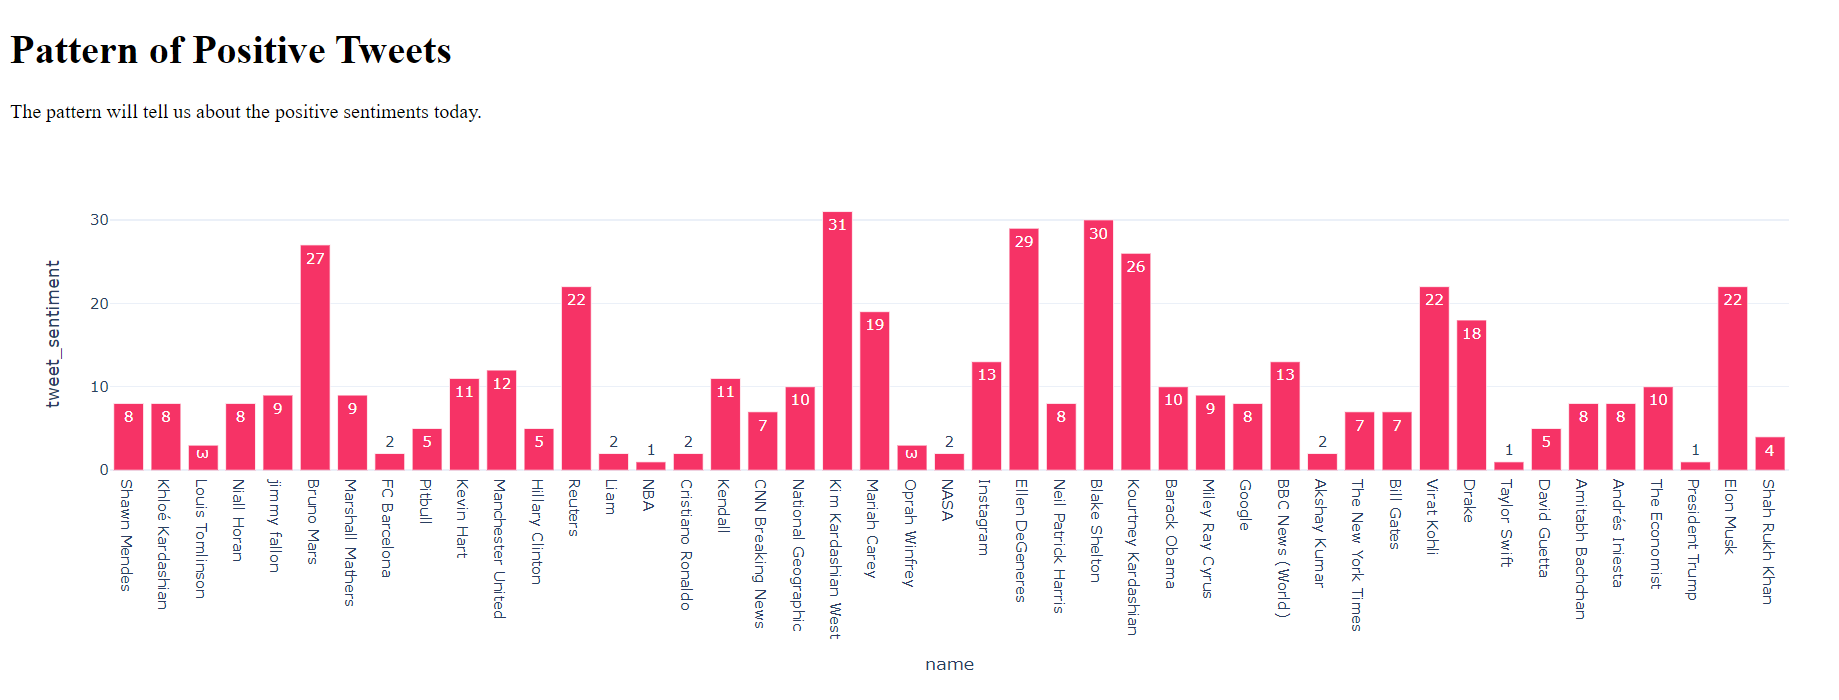 Pattern of Positive Tweets
The pattern will tell us about the positive sentiments today.
30
20
10
0
tweet_sentiment
8
8
3
8
9
27
9
2
5
11
12
5
22
2
1
2
11
7
10
31
19
3
2
13
29
8
30
26
10
9
8
13
2
7
7
22
18
1
5
8
8
10
1
22
4
Shawn Mendes
Khloé Kardashian
Louis Tomlinson
Niall Horan
jimmy fallon
Bruno Mars
Marshall Mathers
FC Barcelona
Pitbull
Kevin Hart
Manchester United
Hillary Clinton
Reuters
Liam
NBA
Cristiano Ronaldo
Kendall
CNN Breaking News
National Geographic
Kim Kardashian West
Mariah Carey
Oprah Winfrey
NASA
Instagram
Ellen DeGeneres
Neil Patrick Harris
Blake Shelton
Kourtney Kardashian
Barack Obama
Miley Ray Cyrus
Google
BBC News (World)
Akshay Kumar
The New York Times
Bill Gates
Virat Kohli
Drake
Taylor Swift
David Guetta
Amitabh Bachchan
Andrés Iniesta
The Economist
President Trump
Elon Musk
Shah Rukh Khan
name